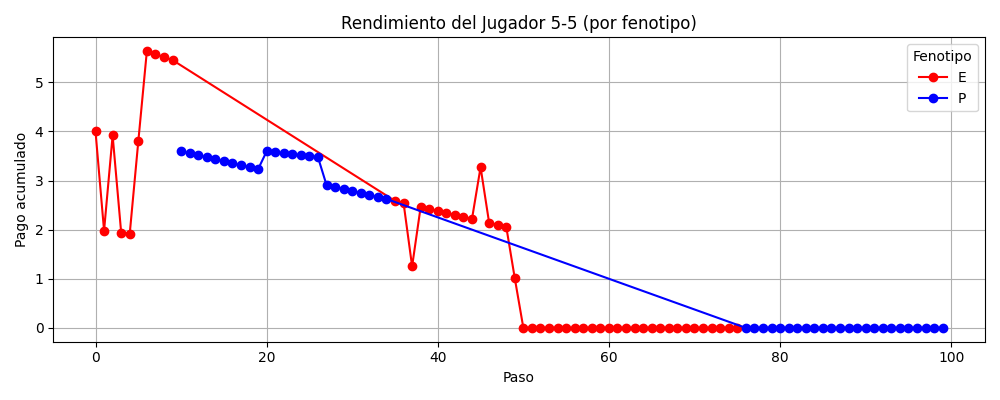 Rendimiento del Jugador 5-5 (por fenotipo)
Fenotipo
E
P
Pago acumulado
5
4
3
2
1
0
0 20 40 60 80 100
Paso